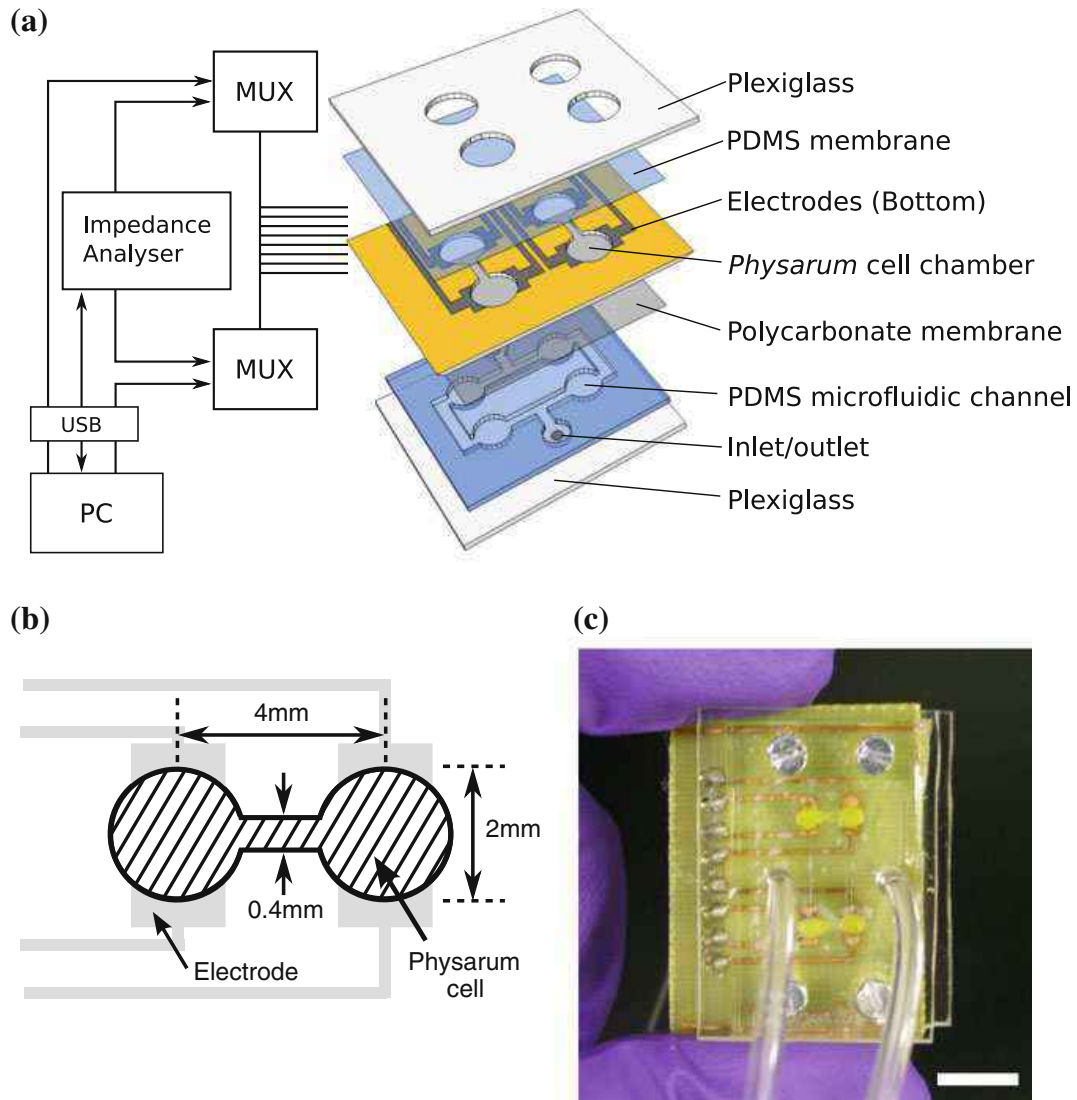 (a)
MUX
Impedance
Analyser
MUX
USB
PC
Plexiglass
PDMS membrane
Electrodes (Bottom)
Physarum cell chamber
Polycarbonate membrane
PDMS microfluidic channel
Inlet/outlet
Plexiglass
(b)
4mm
2mm
0.4mm
Electrode
Physarum
cell
(c)